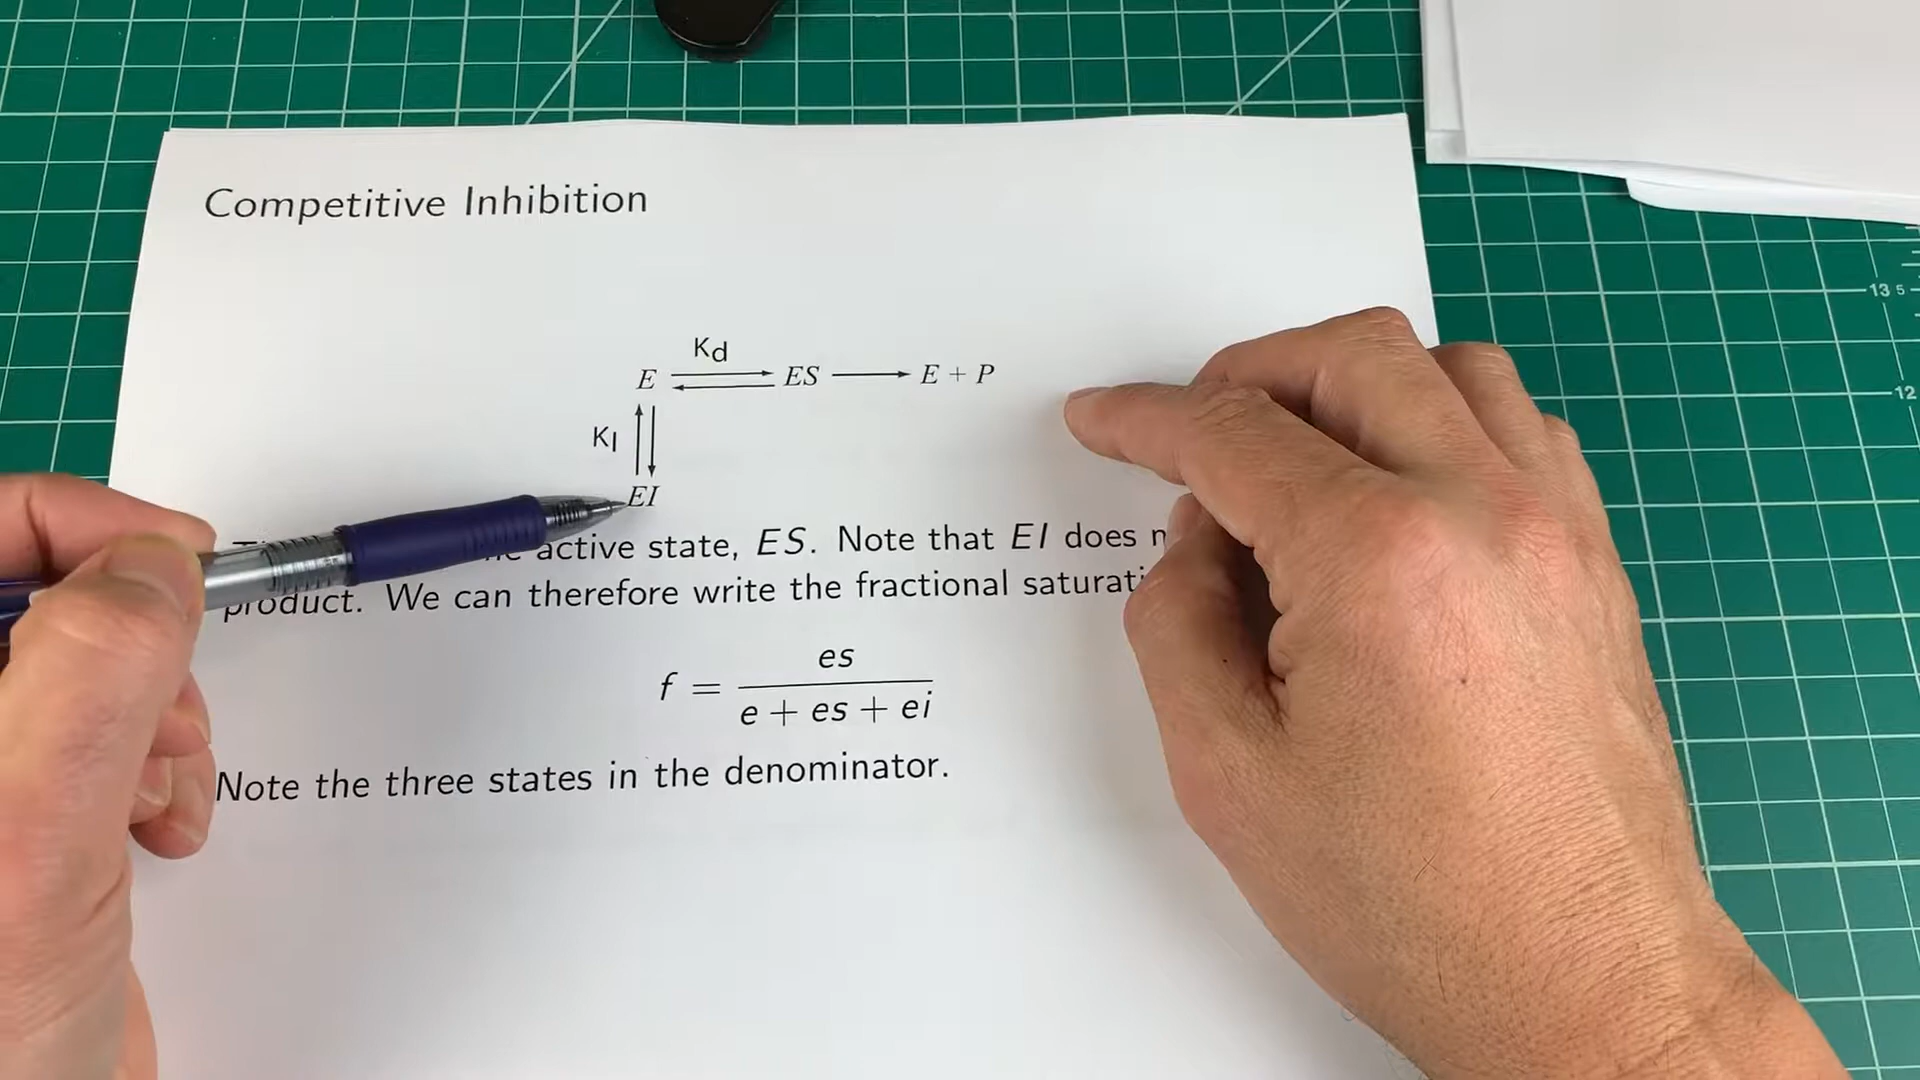 Competitive Inhibition
Kd
E ES E + P
KI
EI
active state, ES. Note that EI does
product. We can therefore write the fractional
f = es / e + es + ei
Note the three states in the denominator.
13 5
12